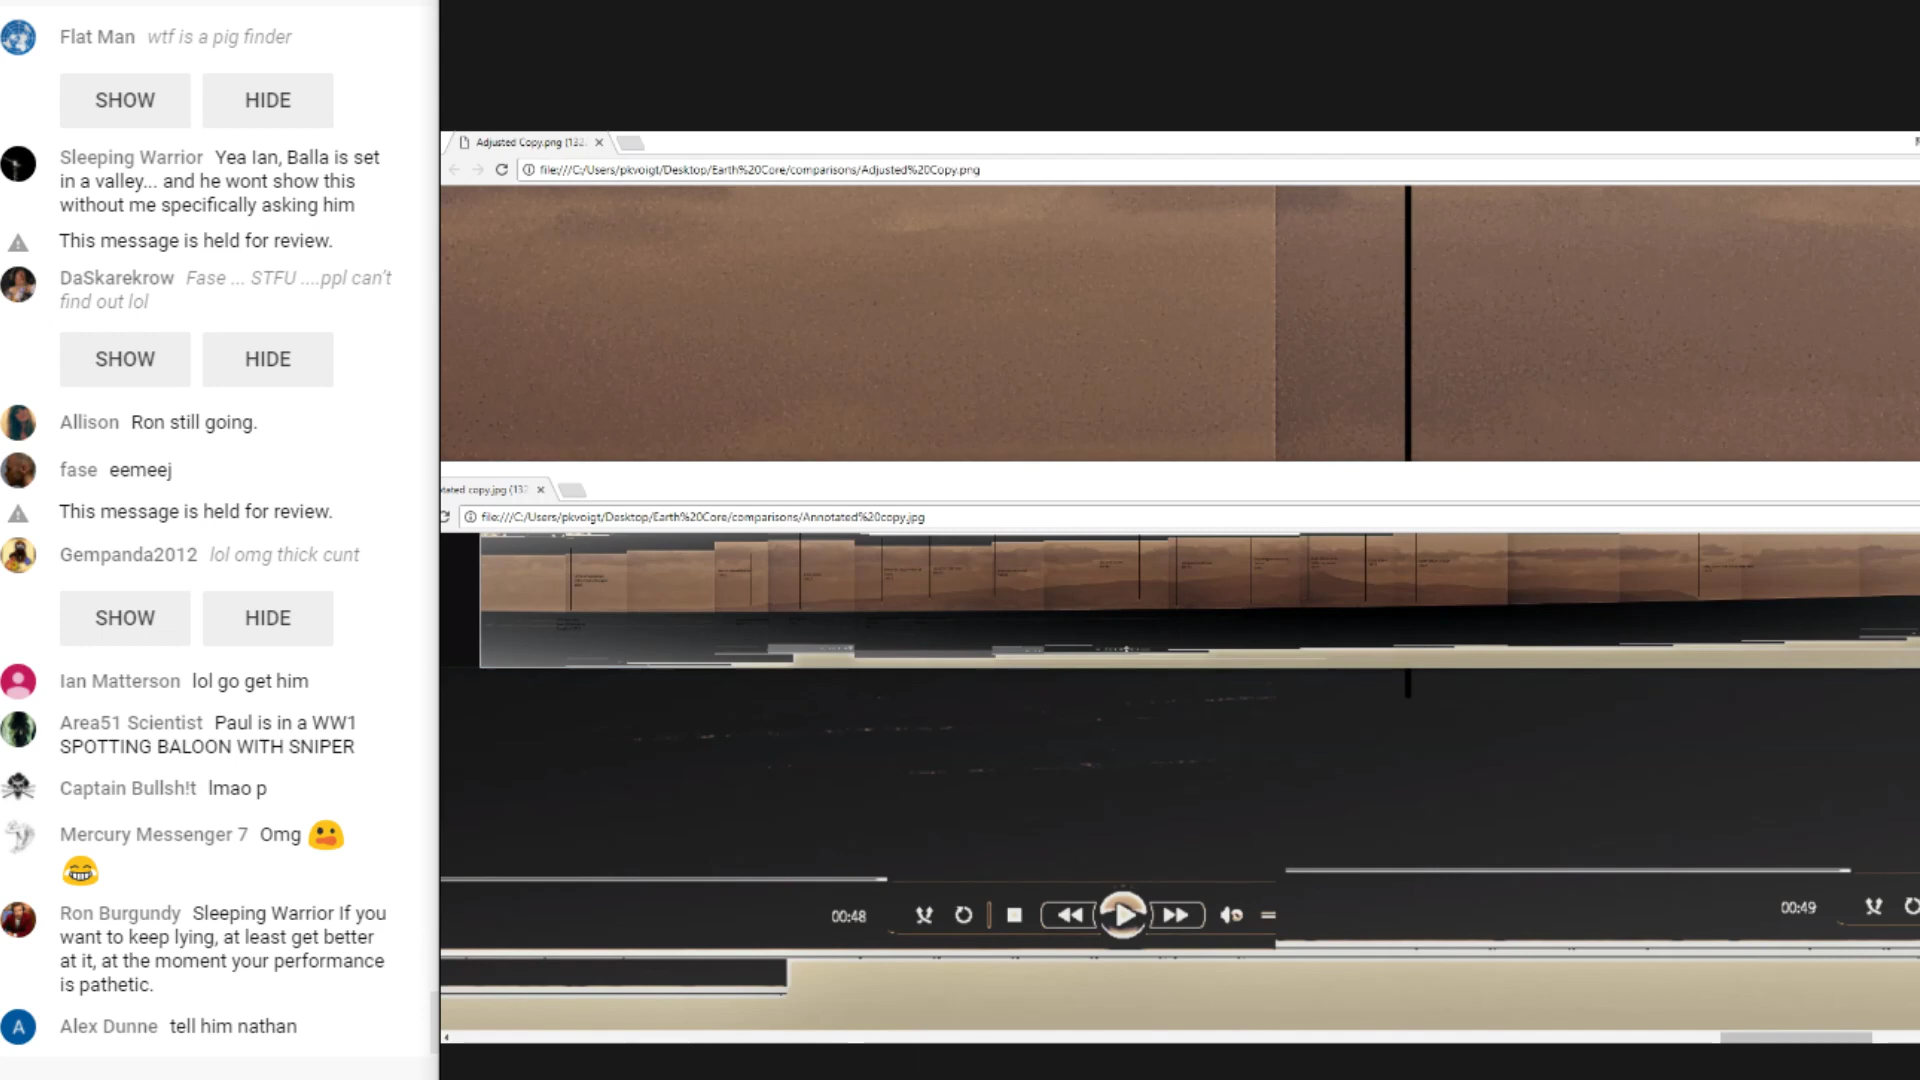 Flat Man wtf is a pig finder
SHOW HIDE
Sleeping Warrior Yea Ian, Balla is set
in a valley... and he wont show this
without me specifically asking him
This message is held for review.
DaSkarekrow Fase ... STFU ....ppl can't
find out lol
SHOW HIDE
Allison Ron still going.
fase eemeej
This message is held for review.
Gempanda2012 lol omg thick cunt
SHOW HIDE
Ian Matterson lol go get him
Area51 Scientist Paul is in a WW1
SPOTTING BALOON WITH SNIPER
Captain Bullsh!t lmao p
Mercury Messenger 7 Omg
Ron Burgundy Sleeping Warrior If you
want to keep lying, at least get better
at it, at the moment your performance
is pathetic.
A Alex Dunne tell him nathan
Adjusted Copy.png (132
file:///C:/Users/pkvoigt/Desktop/Earth%20Core/comparisons/Adjusted%20Copy.png
tated copy.jpg (132
file:///C:/Users/pkvoigt/Desktop/Earth%20Core/comparisons/Annotated%20copy.jpg
00:48
00:49